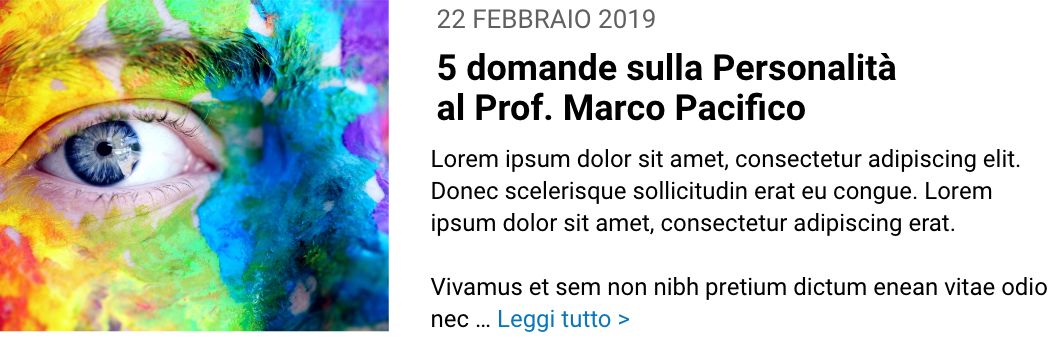 22 FEBBRAIO 2019
5 domande sulla Personalità
al Prof. Marco Pacifico
Lorem ipsum dolor sit amet, consectetur adipiscing elit.
Donec scelerisque sollicitudin erat eu congue. Lorem
ipsum dolor sit amet, consectetur adipiscing erat.
Vivamus et sem non nibh pretium dictum enean vitae odio
nec ... Leggi tutto >